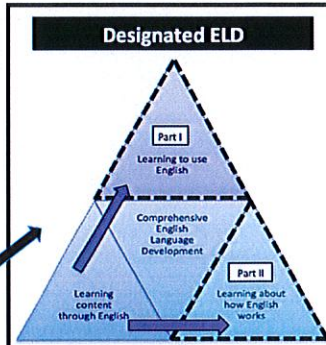 Designated ELD
Part I
Learning to use
English
Comprehensive
English
Language
Development
Part II
Learning
content
through English
Learning about
how English
works